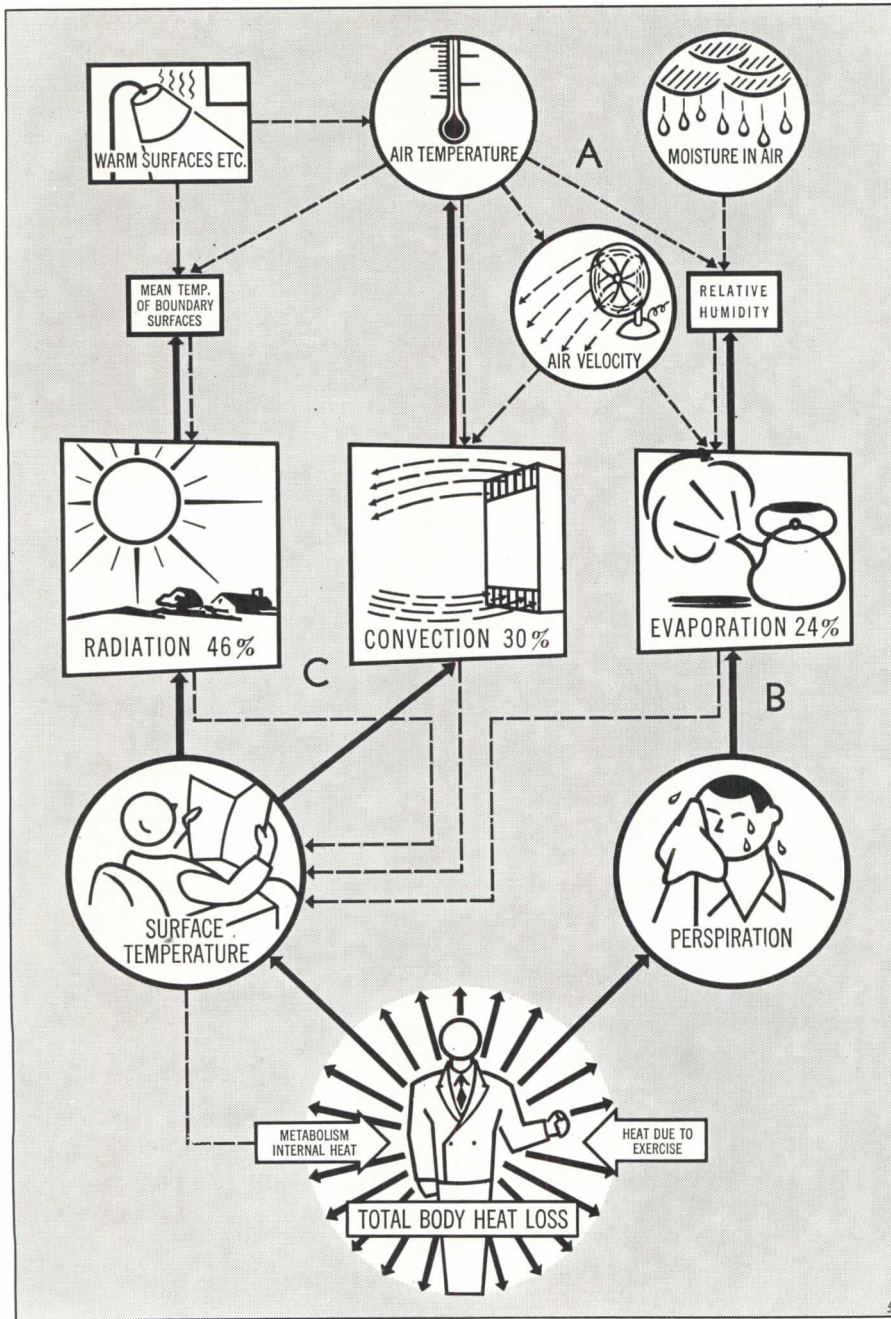 WARM SURFACES ETC.
AIR TEMPERATURE
A
MOISTURE IN AIR
MEAN TEMP.
OF BOUNDARY
SURFACES
AIR VELOCITY
RELATIVE
HUMIDITY
RADIATION 46%
CONVECTION 30%
EVAPORATION 24%
C
B
SURFACE
TEMPERATURE
PERSPIRATION
METABOLISM
INTERNAL HEAT
HEAT DUE TO
EXERCISE
TOTAL BODY HEAT LOSS